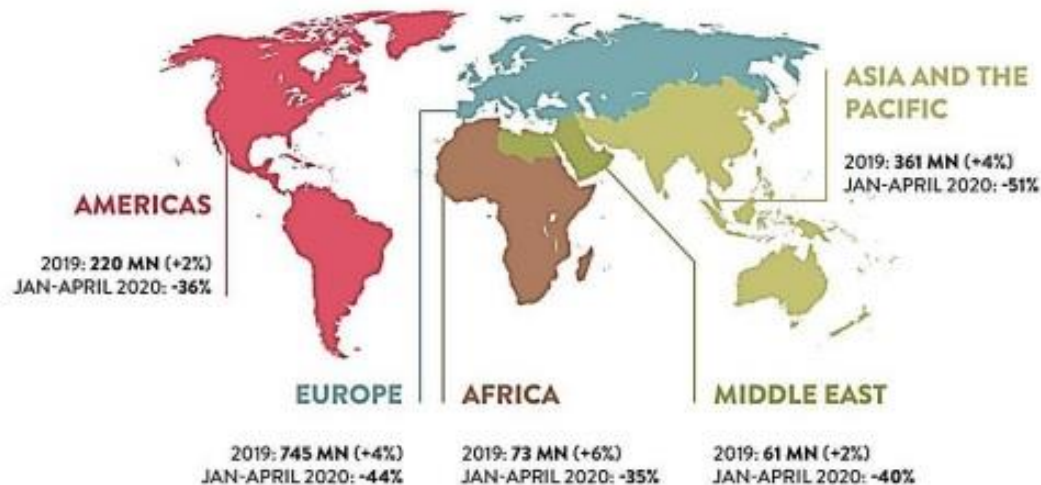 ASIA AND THE
PACIFIC
2019: 361 MN (+4%)
JAN-APRIL 2020: -51%
AMERICAS
2019: 220 MN (+2%)
JAN-APRIL 2020: -36%
EUROPE
2019: 745 MN (+4%)
JAN-APRIL 2020: -44%
AFRICA
2019: 73 MN (+6%)
JAN-APRIL 2020: -35%
MIDDLE EAST
2019: 61 MN (+2%)
JAN-APRIL 2020: -40%